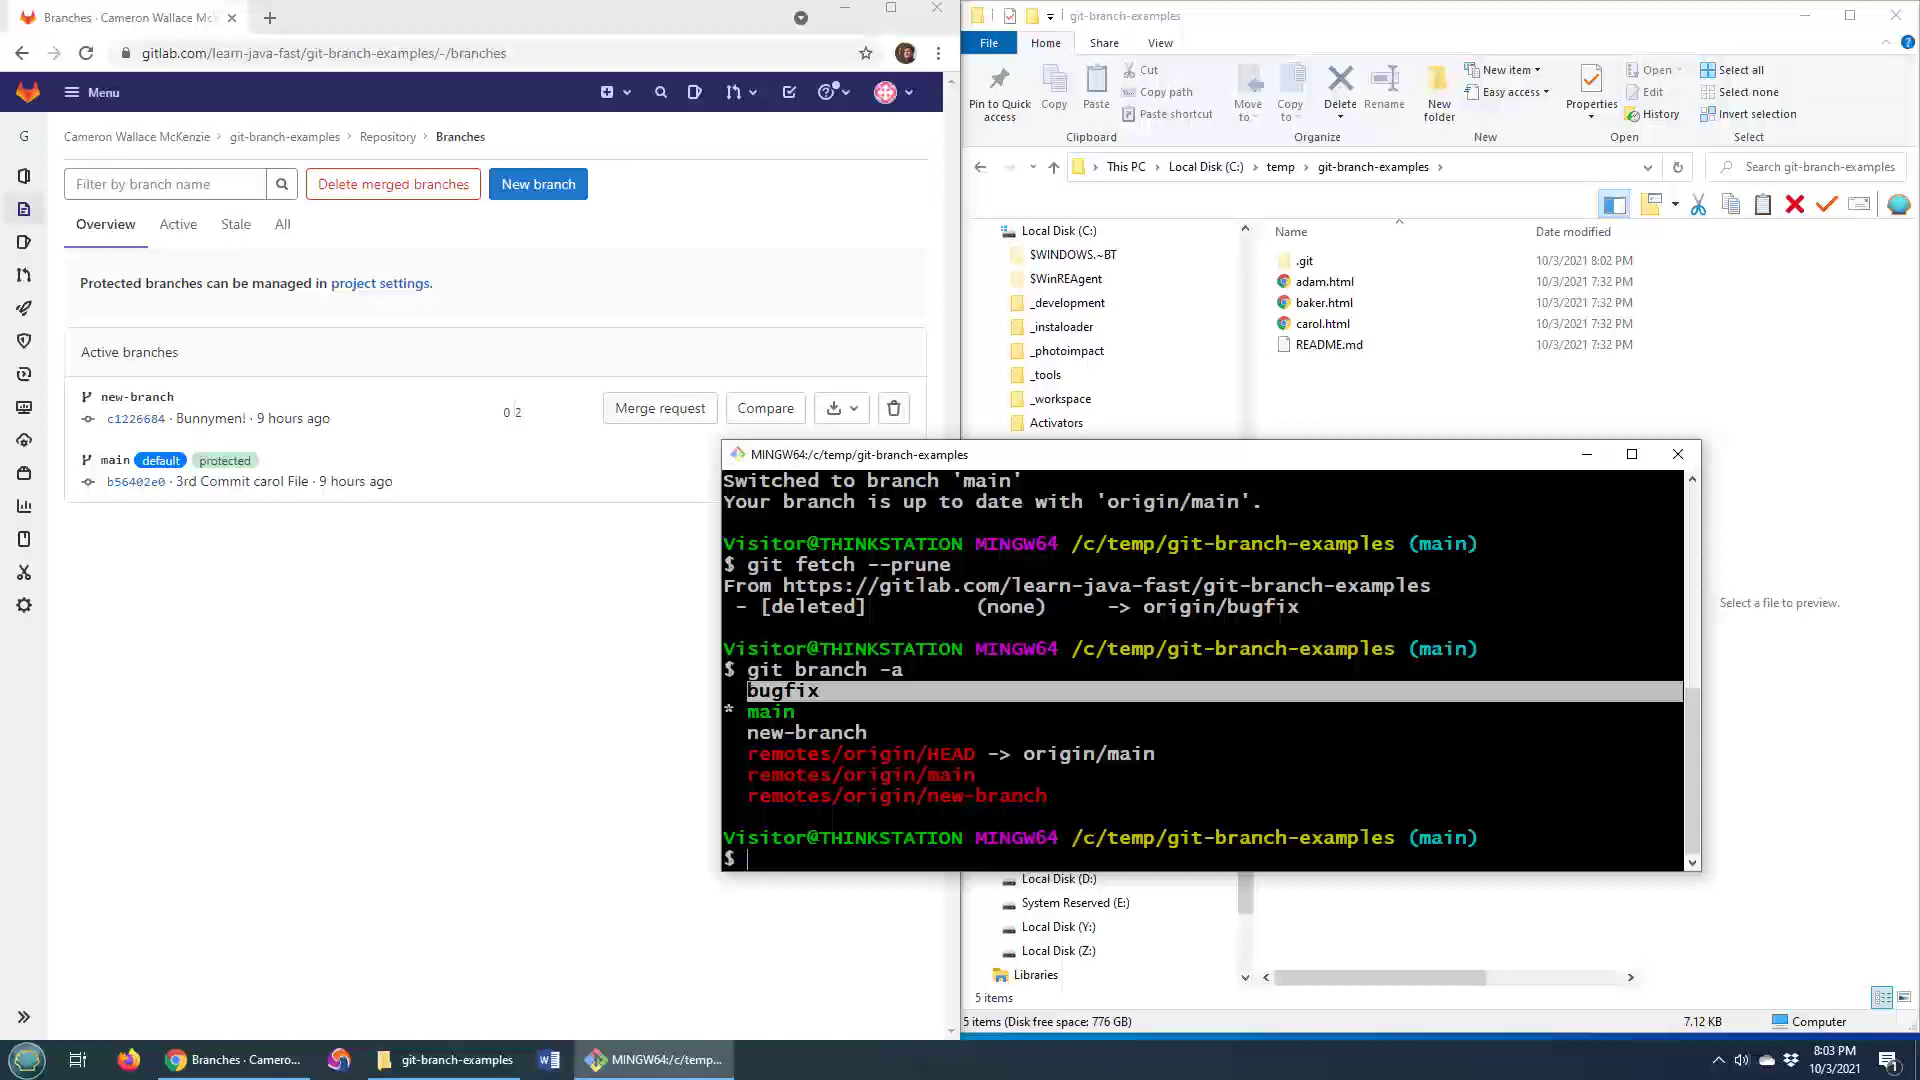 Branches · Cameron Wallace McK
gitlab.com/learn-java-fast/git-branch-examples/-/branches
Menu
G
Cameron Wallace McKenzie › git-branch-examples › Repository › Branches
Filter by branch name
Delete merged branches
New branch
Overview
Active
Stale
All
Protected branches can be managed in project settings.
Active branches
new-branch
c1226684 · Bunnymen! · 9 hours ago
0 2
Merge request
Compare
main default protected
b56402e0 · 3rd Commit carol File · 9 hours ago
git-branch-examples
File
Home
Share
View
Pin to Quick access
Copy
Paste
Cut
Copy path
Paste shortcut
Clipboard
Move to
Copy to
Delete
Rename
Organize
New folder
New item
Easy access
New
Properties
Open
Edit
History
Open
Select all
Select none
Invert selection
Select
This PC › Local Disk (C:) › temp › git-branch-examples ›
Search git-branch-examples
Local Disk (C:)
$WINDOWS.~BT
$WinREAgent
_development
_instaloader
_photoimpact
_tools
_workspace
Activators
Name
Date modified
.git 10/3/2021 8:02 PM
adam.html 10/3/2021 7:32 PM
baker.html 10/3/2021 7:32 PM
carol.html 10/3/2021 7:32 PM
README.md 10/3/2021 7:32 PM
Select a file to preview.
MINGW64:/c/temp/git-branch-examples
Switched to branch 'main'
Your branch is up to date with 'origin/main'.
Visitor@THINKSTATION MINGW64 /c/temp/git-branch-examples (main)
$ git fetch --prune
From https://gitlab.com/learn-java-fast/git-branch-examples
- [deleted] (none) -> origin/bugfix
Visitor@THINKSTATION MINGW64 /c/temp/git-branch-examples (main)
$ git branch -a
bugfix
* main
new-branch
remotes/origin/HEAD -> origin/main
remotes/origin/main
remotes/origin/new-branch
Visitor@THINKSTATION MINGW64 /c/temp/git-branch-examples (main)
$
Local Disk (D:)
System Reserved (E:)
Local Disk (Y:)
Local Disk (Z:)
Libraries
5 items
5 items (Disk free space: 776 GB)
7.12 KB
Computer
Branches · Camero...
git-branch-examples
MINGW64:/c/temp...
8:03 PM
10/3/2021
1